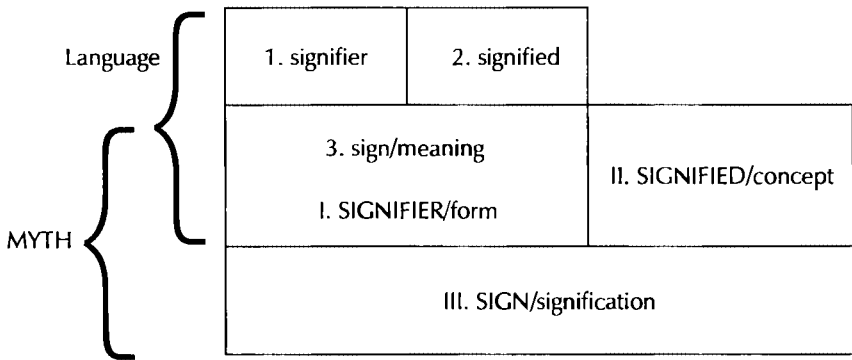 Language
1. signifier
2. signified
3. sign/meaning
I. SIGNIFIER/form
II. SIGNIFIED/concept
MYTH
III. SIGN/signification